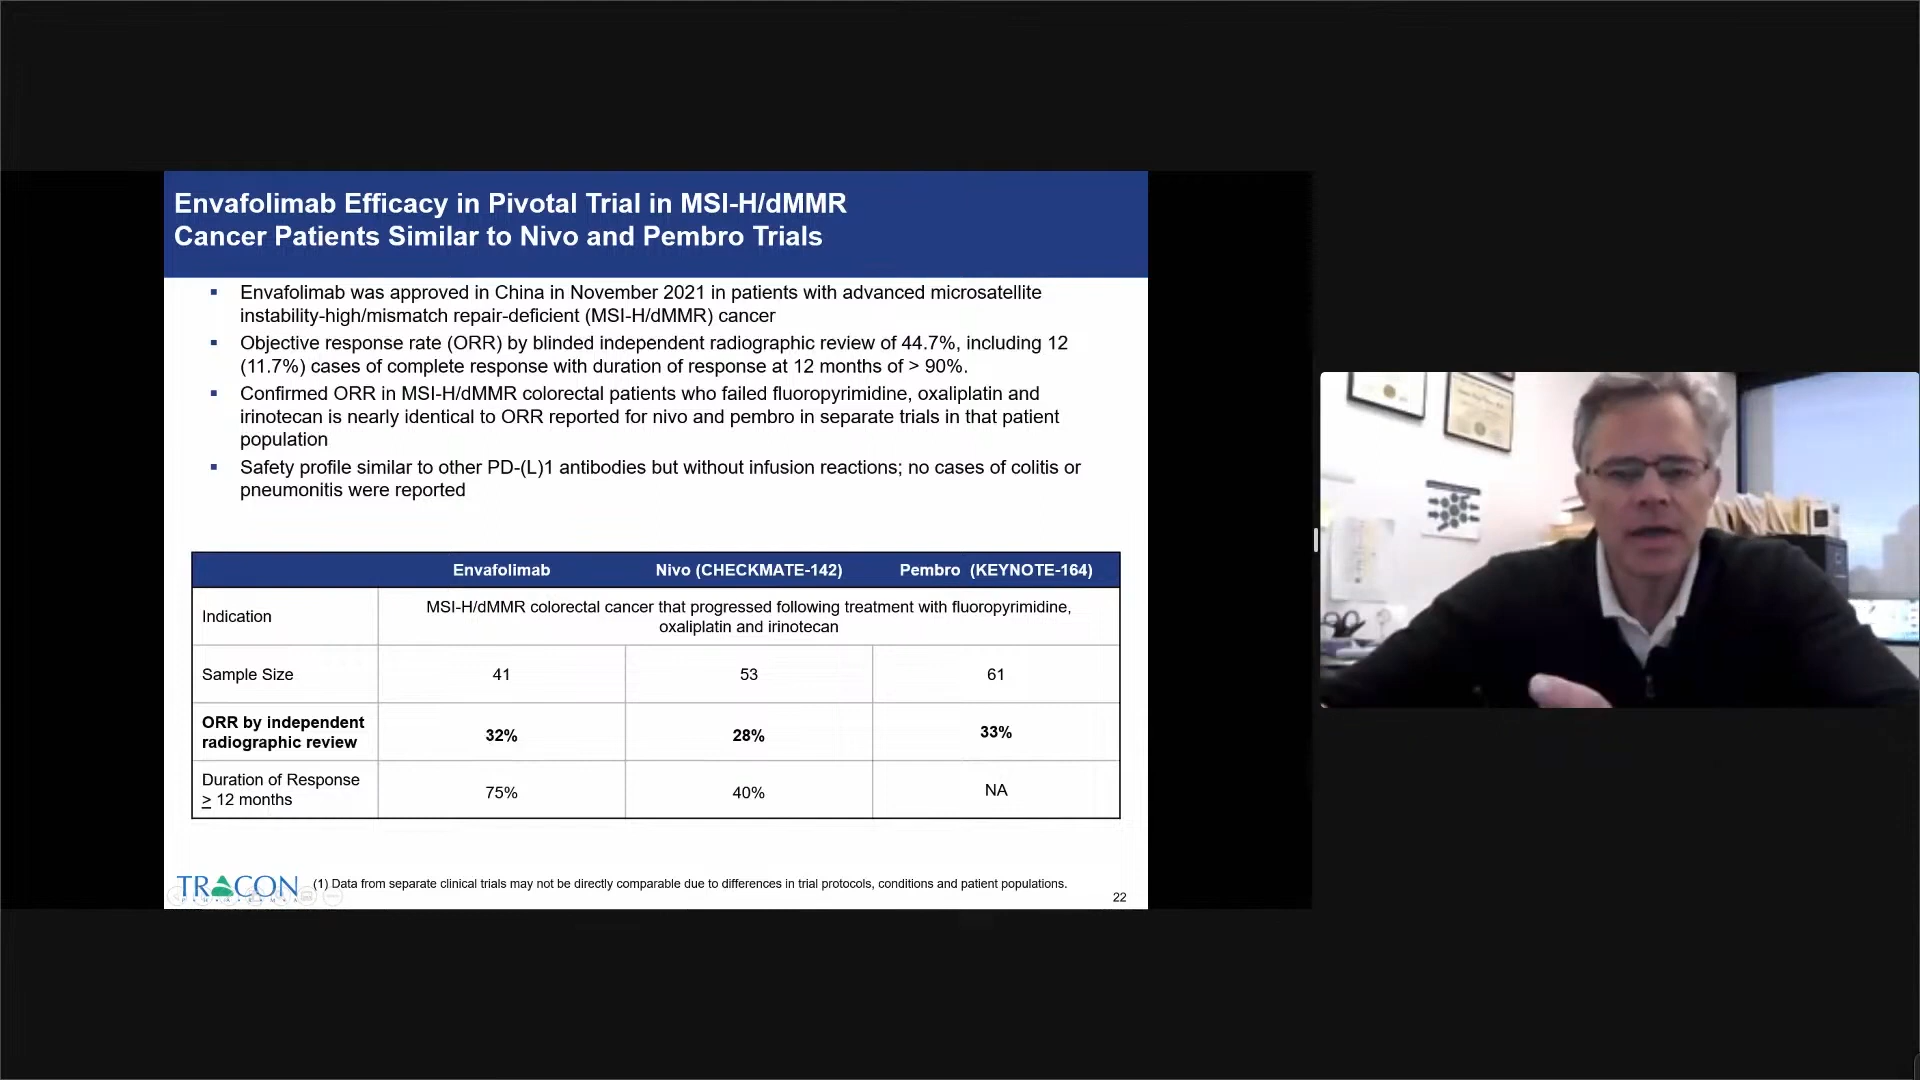 Envafolimab Efficacy in Pivotal Trial in MSI-H/dMMR
Cancer Patients Similar to Nivo and Pembro Trials
▪ Envafolimab was approved in China in November 2021 in patients with advanced microsatellite
instability-high/mismatch repair-deficient (MSI-H/dMMR) cancer
▪ Objective response rate (ORR) by blinded independent radiographic review of 44.7%, including 12
(11.7%) cases of complete response with duration of response at 12 months of > 90%.
▪ Confirmed ORR in MSI-H/dMMR colorectal patients who failed fluoropyrimidine, oxaliplatin and
irinotecan is nearly identical to ORR reported for nivo and pembro in separate trials in that patient
population
▪ Safety profile similar to other PD-(L)1 antibodies but without infusion reactions; no cases of colitis or
pneumonitis were reported
Envafolimab Nivo (CHECKMATE-142) Pembro (KEYNOTE-164)
Indication MSI-H/dMMR colorectal cancer that progressed following treatment with fluoropyrimidine,
oxaliplatin and irinotecan
Sample Size 41 53 61
ORR by independent
radiographic review 32% 28% 33%
Duration of Response
≥ 12 months 75% 40% NA
TRACON
(1) Data from separate clinical trials may not be directly comparable due to differences in trial protocols, conditions and patient populations.
22